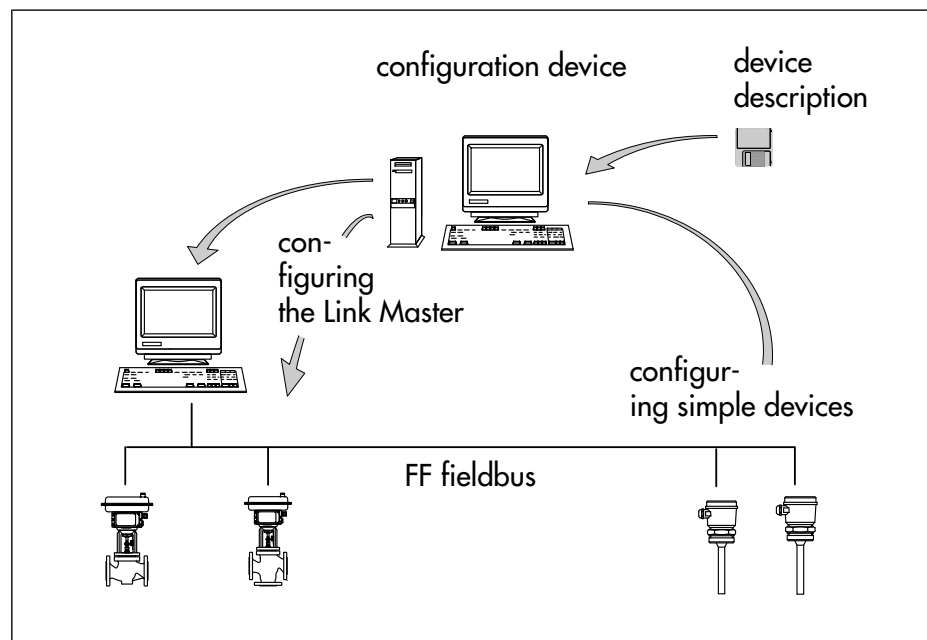 configuration device
device
description
con-
figuring
the Link Master
configur-
ing simple devices
FF fieldbus